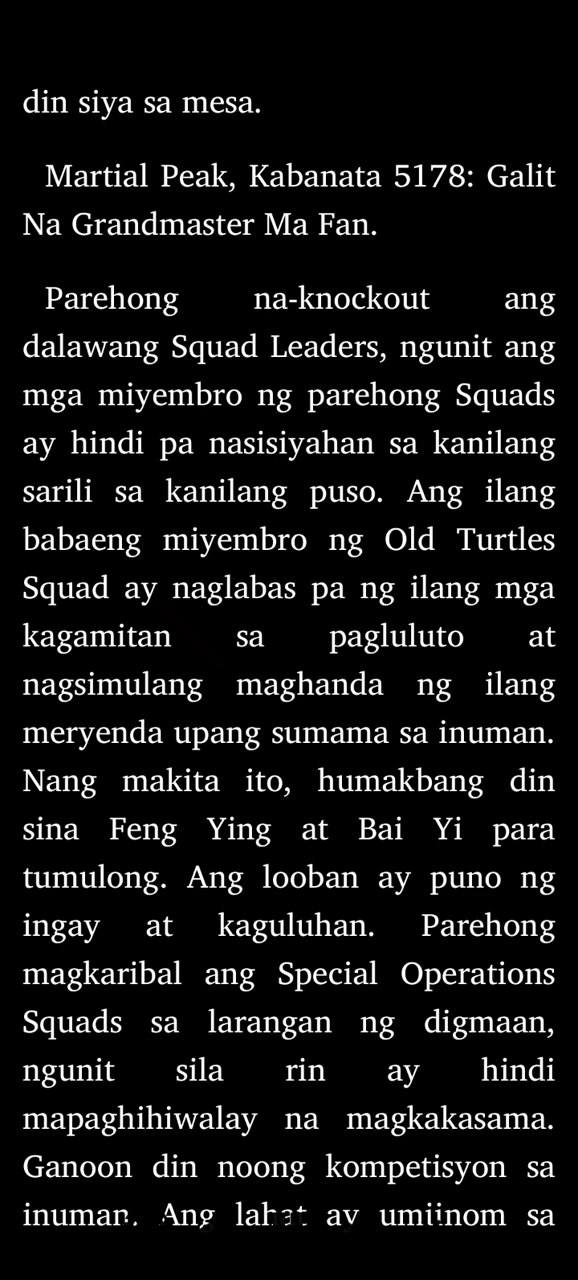 din siya sa mesa.
Martial Peak, Kabanata 5178: Galit
Na Grandmaster Ma Fan.
Parehong na-knockout ang
dalawang Squad Leaders, ngunit ang
mga miyembro ng parehong Squads
ay hindi pa nasisiyahan sa kanilang
sarili sa kanilang puso. Ang ilang
babaeng miyembro ng Old Turtles
Squad ay naglabas pa ng ilang mga
kagamitan sa pagluluto at
nagsimulang maghanda ng ilang
meryenda upang sumama sa inuman.
Nang makita ito, humakbang din
sina Feng Ying at Bai Yi para
tumulong. Ang looban ay puno ng
ingay at kaguluhan. Parehong
magkaribal ang Special Operations
Squads sa larangan ng digmaan,
ngunit sila rin ay hindi
mapaghihiwalay na magkakasama.
Ganoon din noong kompetisyon sa
inuman. Ang lahat ay umiinom sa